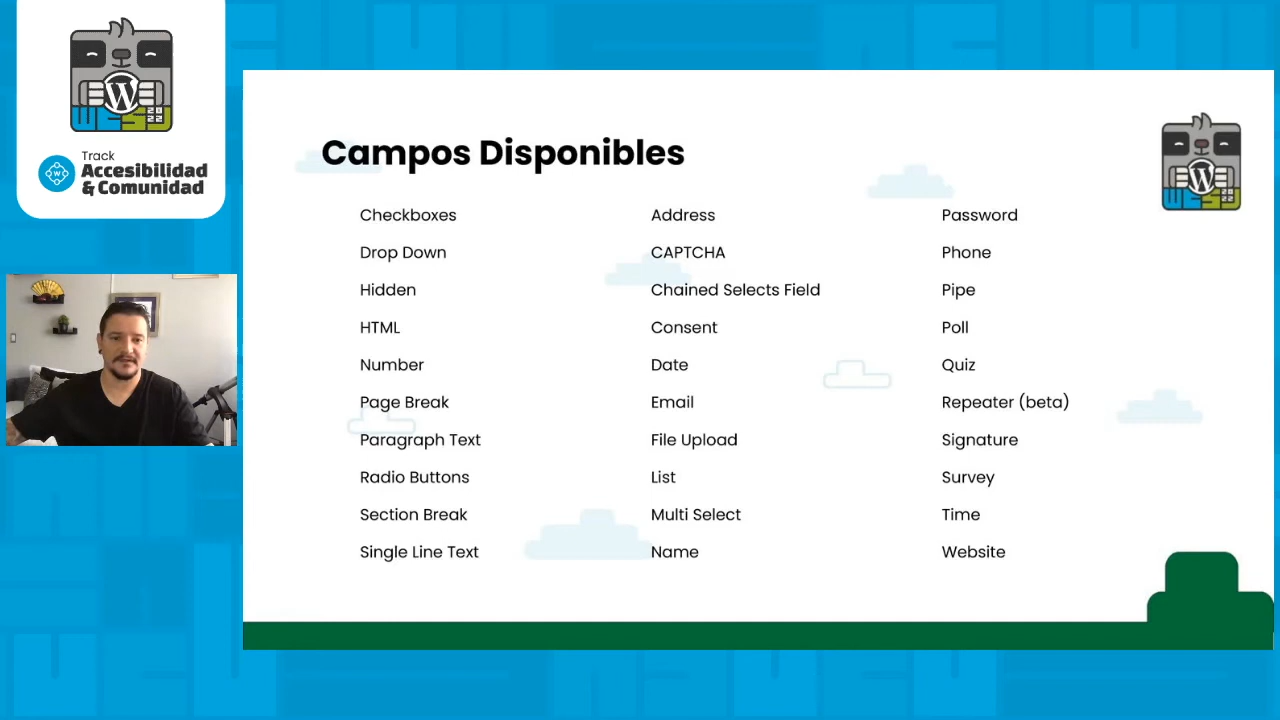 Track
Accesibilidad
& Comunidad
Campos Disponibles
Checkboxes
Drop Down
Hidden
HTML
Number
Page Break
Paragraph Text
Radio Buttons
Section Break
Single Line Text
Address
CAPTCHA
Chained Selects Field
Consent
Date
Email
File Upload
List
Multi Select
Name
Password
Phone
Pipe
Poll
Quiz
Repeater (beta)
Signature
Survey
Time
Website